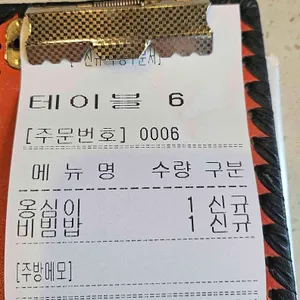 테이블 6
[주문번호] 0006
메 뉴 명 수량 구분
옹심이 1 신규
비빔밥 1 신규
[주방메모]